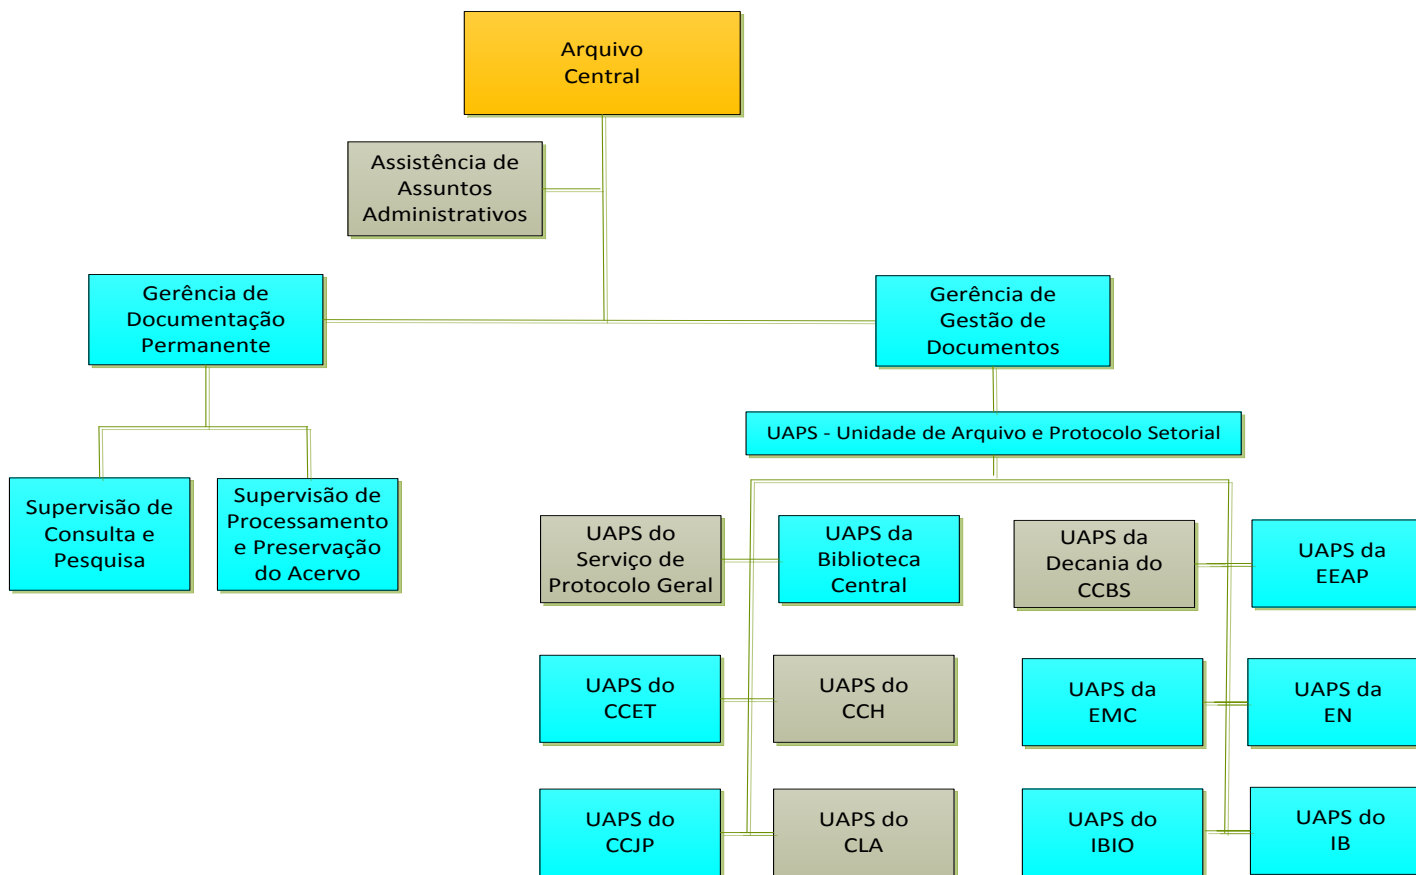 Arquivo
Central
Assistência de
Assuntos
Administrativos
Gerência de
Documentação
Permanente
Gerência de
Gestão de
Documentos
UAPS - Unidade de Arquivo e Protocolo Setorial
Supervisão de
Consulta e
Pesquisa
Supervisão de
Processamento
e Preservação
do Acervo
UAPS do
Serviço de
Protocolo Geral
UAPS da
Biblioteca
Central
UAPS da
Decania do
CCBS
UAPS da
EEAP
UAPS do
CCET
UAPS do
CCH
UAPS da
EMC
UAPS da
EN
UAPS do
CCJP
UAPS do
CLA
UAPS do
IBIO
UAPS do
IB